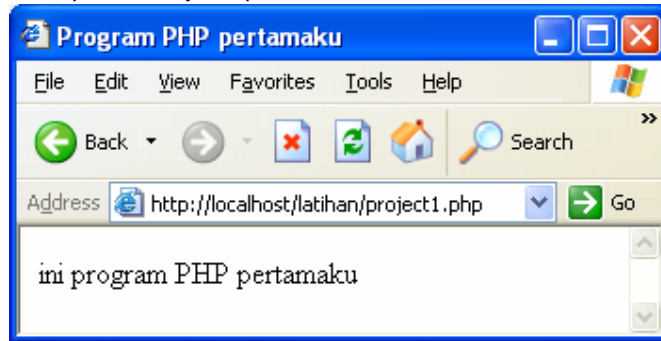 Program PHP pertamaku
File Edit View Favorites Tools Help
Back Search »
Address http://localhost/latihan/project1.php Go
ini program PHP pertamaku